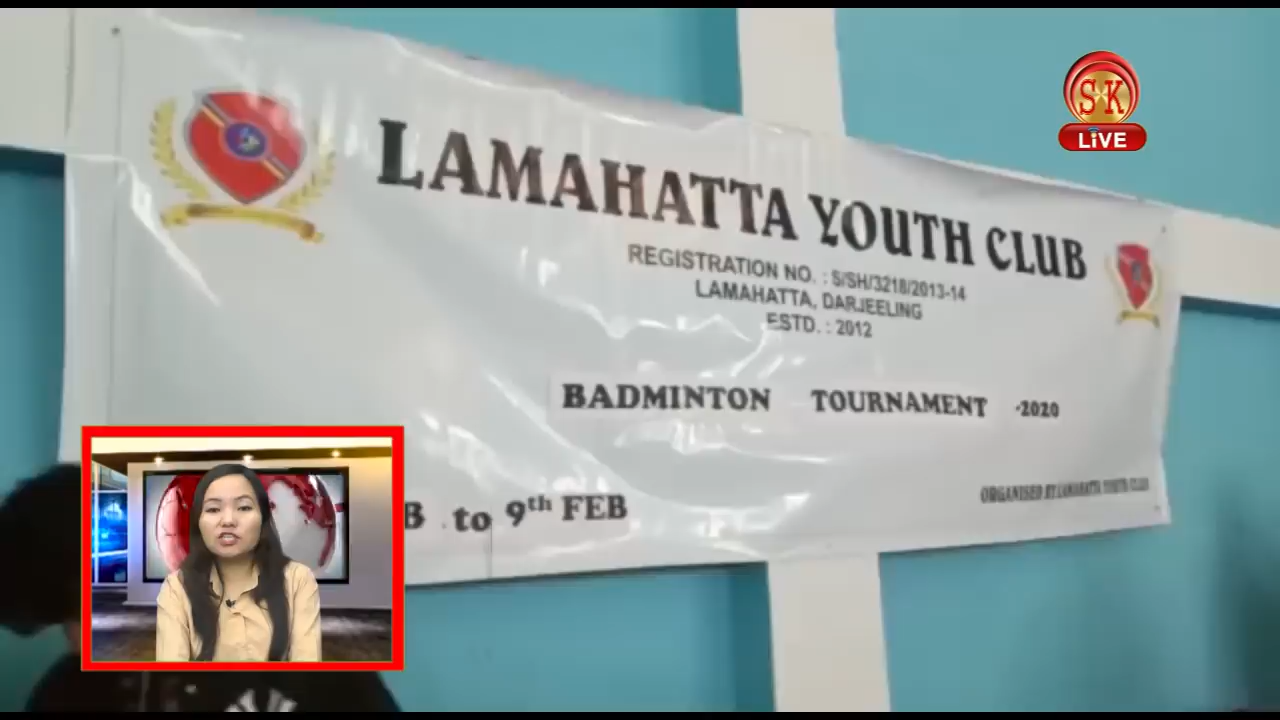 SK
LiVE
LAMAHATTA YOUTH CLUB
REGISTRATION NO. : S/SH/3218/2013-14
LAMAHATTA, DARJEELING
ESTD. : 2012
BADMINTON TOURNAMENT -2020
B to 9th FEB
ORGANISED BY LAMAHATTA YOUTH CLUB